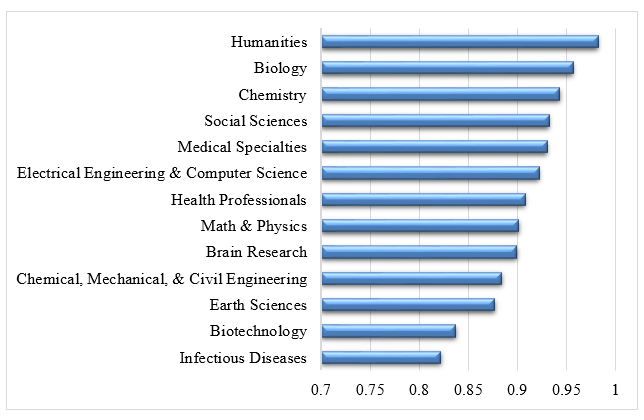 Humanities
Biology
Chemistry
Social Sciences
Medical Specialties
Electrical Engineering & Computer Science
Health Professionals
Math & Physics
Brain Research
Chemical, Mechanical, & Civil Engineering
Earth Sciences
Biotechnology
Infectious Diseases
0.7 0.75 0.8 0.85 0.9 0.95 1